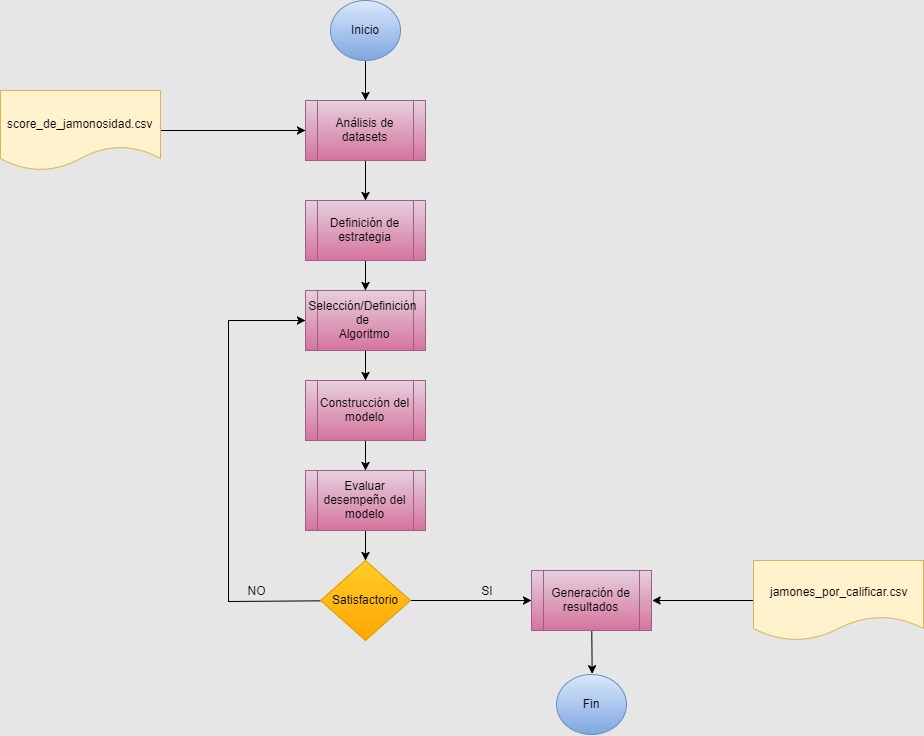 Inicio
score_de_jamonosidad.csv
Análisis de
datasets
Definición de
estrategia
Selección/Definición
de
Algoritmo
Construcción del
modelo
Evaluar
desempeño del
modelo
NO
Satisfactorio
SI
Generación de
resultados
jamones_por_calificar.csv
Fin